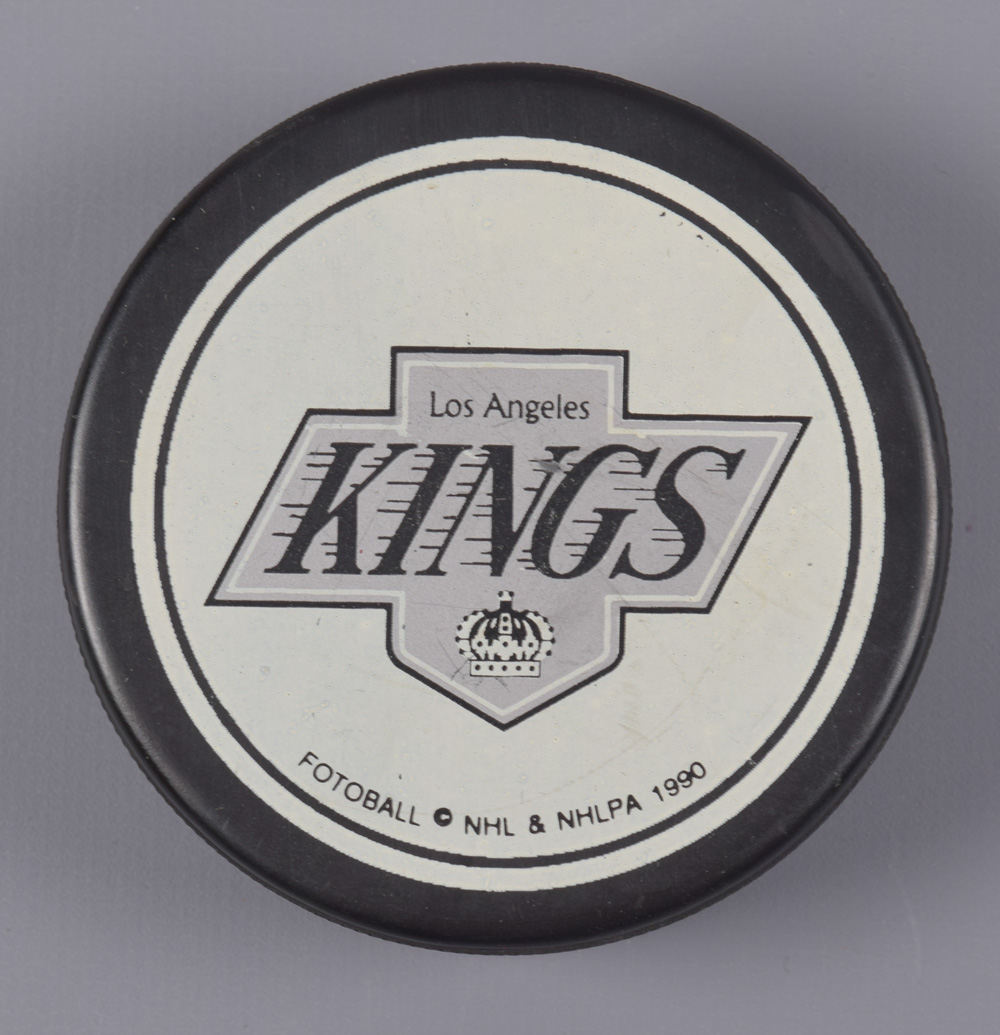 Los Angeles
KINGS
FOTOBALL © NHL & NHLPA 1990